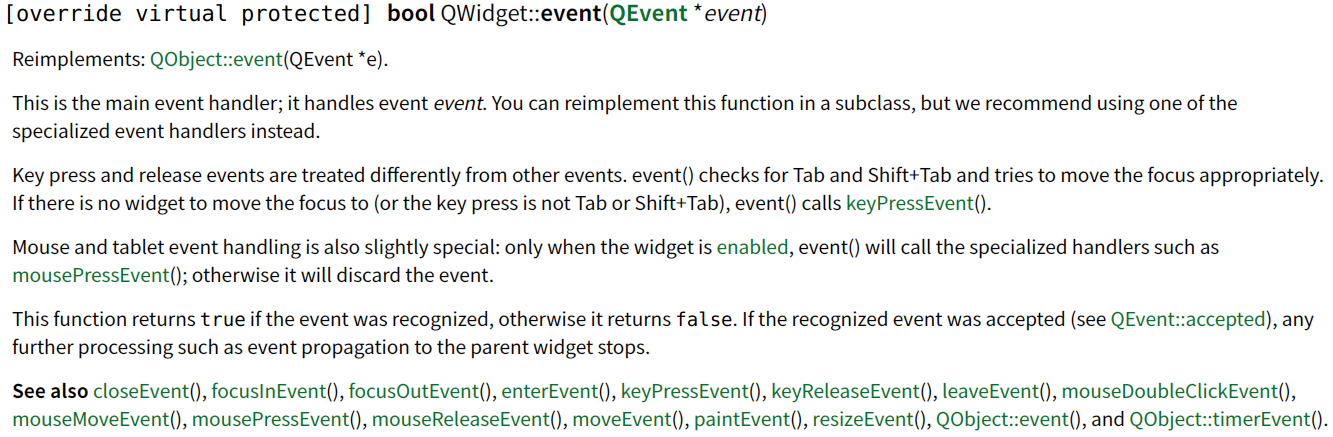 [override virtual protected] bool QWidget::event(QEvent *event)
Reimplements: QObject::event(QEvent *e).
This is the main event handler; it handles event event. You can reimplement this function in a subclass, but we recommend using one of the
specialized event handlers instead.
Key press and release events are treated differently from other events. event() checks for Tab and Shift+Tab and tries to move the focus appropriately.
If there is no widget to move the focus to (or the key press is not Tab or Shift+Tab), event() calls keyPressEvent().
Mouse and tablet event handling is also slightly special: only when the widget is enabled, event() will call the specialized handlers such as
mousePressEvent(); otherwise it will discard the event.
This function returns true if the event was recognized, otherwise it returns false. If the recognized event was accepted (see QEvent::accepted), any
further processing such as event propagation to the parent widget stops.
See also closeEvent(), focusInEvent(), focusOutEvent(), enterEvent(), keyPressEvent(), keyReleaseEvent(), leaveEvent(), mouseDoubleClickEvent(),
mouseMoveEvent(), mousePressEvent(), mouseReleaseEvent(), moveEvent(), paintEvent(), resizeEvent(), QObject::event(), and QObject::timerEvent().